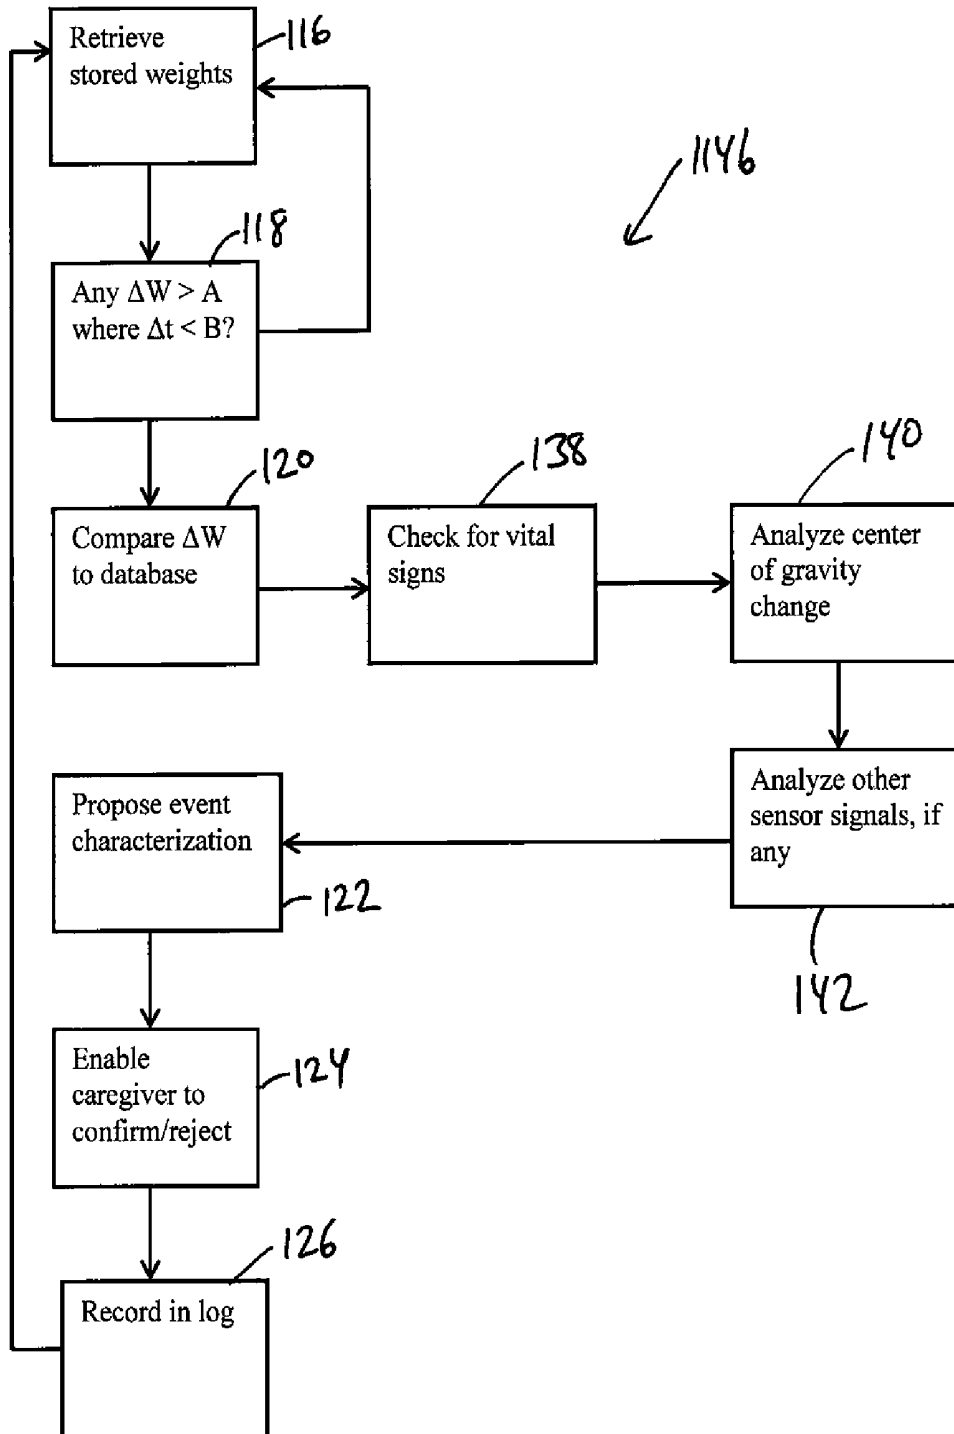 Retrieve
stored weights
116
1146
118
Any ΔW > A
where Δt < B?
120
138
140
Compare ΔW
to database
Check for vital
signs
Analyze center
of gravity
change
Propose event
characterization
122
Analyze other
sensor signals, if
any
142
Enable
caregiver to
confirm/reject
124
126
Record in log